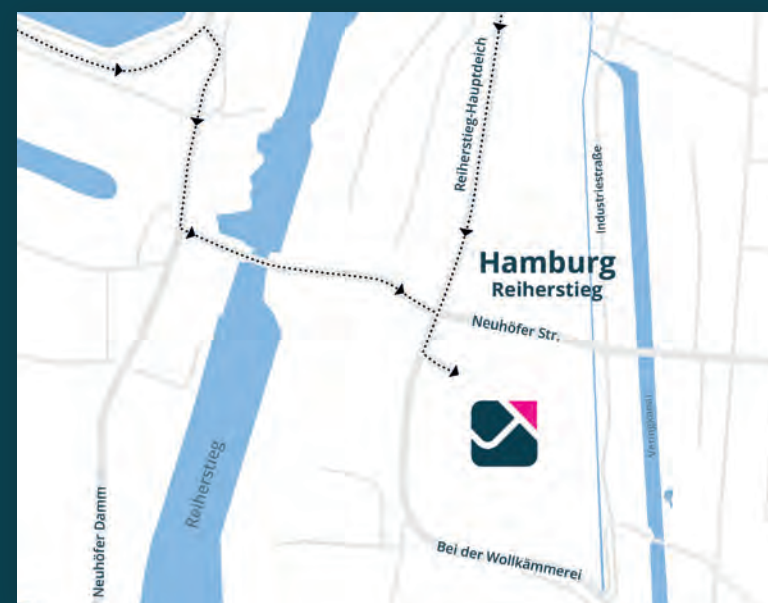 Reiherstieg-Hauptdeich
Industriestraße
Hamburg
Reiherstieg
Neuhöfer Str.
Reiherstieg
Neuhöfer Damm
Bei der Wollkämmerei